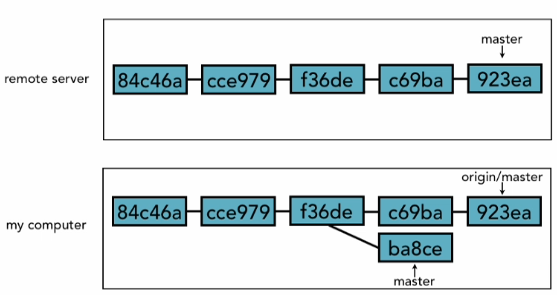 master
remote server
84c46a cce979 f36de c69ba 923ea
origin/master
my computer
84c46a cce979 f36de c69ba 923ea
ba8ce
master